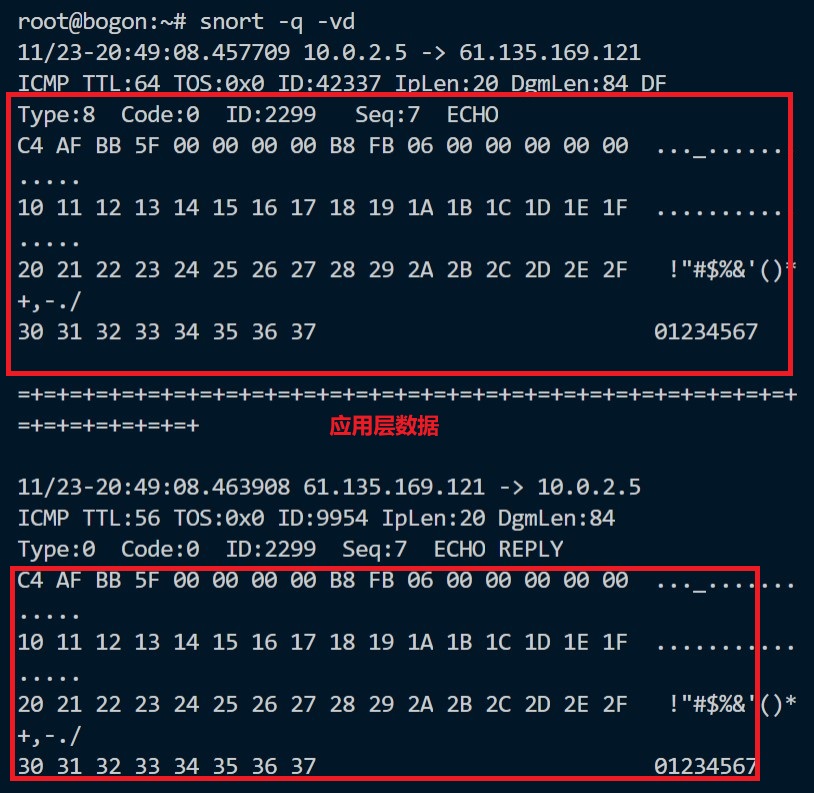 root@bogon:~# snort -q -vd
11/23-20:49:08.457709 10.0.2.5 -> 61.135.169.121
ICMP TTL:64 TOS:0x0 ID:42337 IpLen:20 DgmLen:84 DF
Type:8  Code:0  ID:2299   Seq:7  ECHO
C4 AF BB 5F 00 00 00 00 B8 FB 06 00 00 00 00 00  ..._......
.....
10 11 12 13 14 15 16 17 18 19 1A 1B 1C 1D 1E 1F  ..........
.....
20 21 22 23 24 25 26 27 28 29 2A 2B 2C 2D 2E 2F   !"#$%&'()*
+,-./
30 31 32 33 34 35 36 37                          01234567
=+=+=+=+=+=+=+=+=+=+=+=+=+=+=+=+=+=+=+=+=+=+=+=+=+=+=+=+=+=+
=+=+=+=+=+=+=+
应用层数据
11/23-20:49:08.463908 61.135.169.121 -> 10.0.2.5
ICMP TTL:56 TOS:0x0 ID:9954 IpLen:20 DgmLen:84
Type:0  Code:0  ID:2299  Seq:7  ECHO REPLY
C4 AF BB 5F 00 00 00 00 B8 FB 06 00 00 00 00 00  ..._.......
.....
10 11 12 13 14 15 16 17 18 19 1A 1B 1C 1D 1E 1F  ...........
.....
20 21 22 23 24 25 26 27 28 29 2A 2B 2C 2D 2E 2F   !"#$%&'()*
+,-./
30 31 32 33 34 35 36 37                          01234567